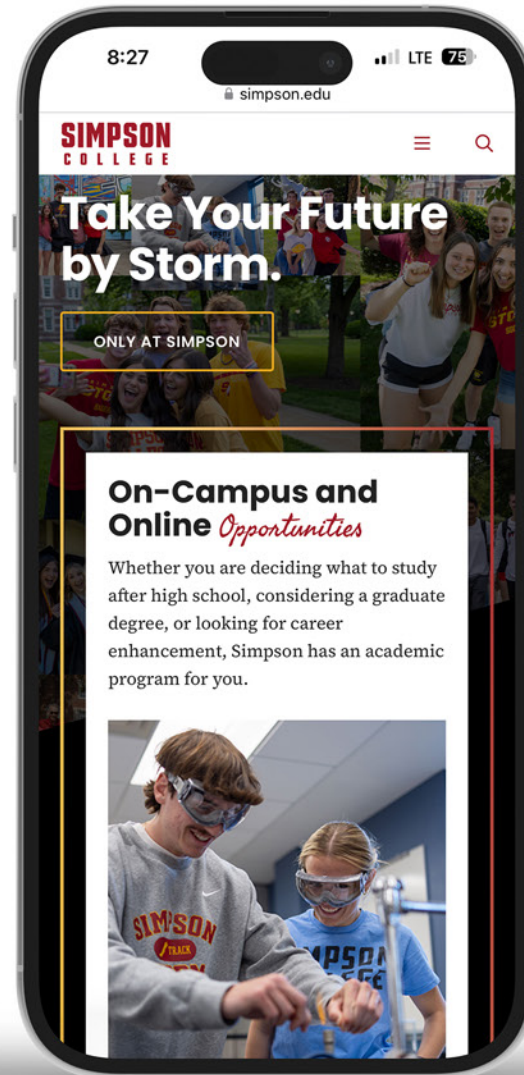 8:27
LTE 75
simpson.edu
SIMPSON
COLLEGE
Take Your Future
by Storm.
ONLY AT SIMPSON
On-Campus and
Online Opportunities
Whether you are deciding what to study
after high school, considering a graduate
degree, or looking for career
enhancement, Simpson has an academic
program for you.
SIMPSON
TRACK